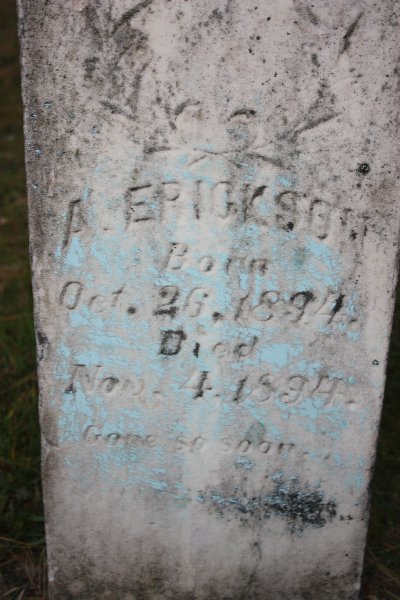 A. ERICKSON
Born
Oct. 26, 1894.
Died
Nov. 4, 1894.
Gone so soon.